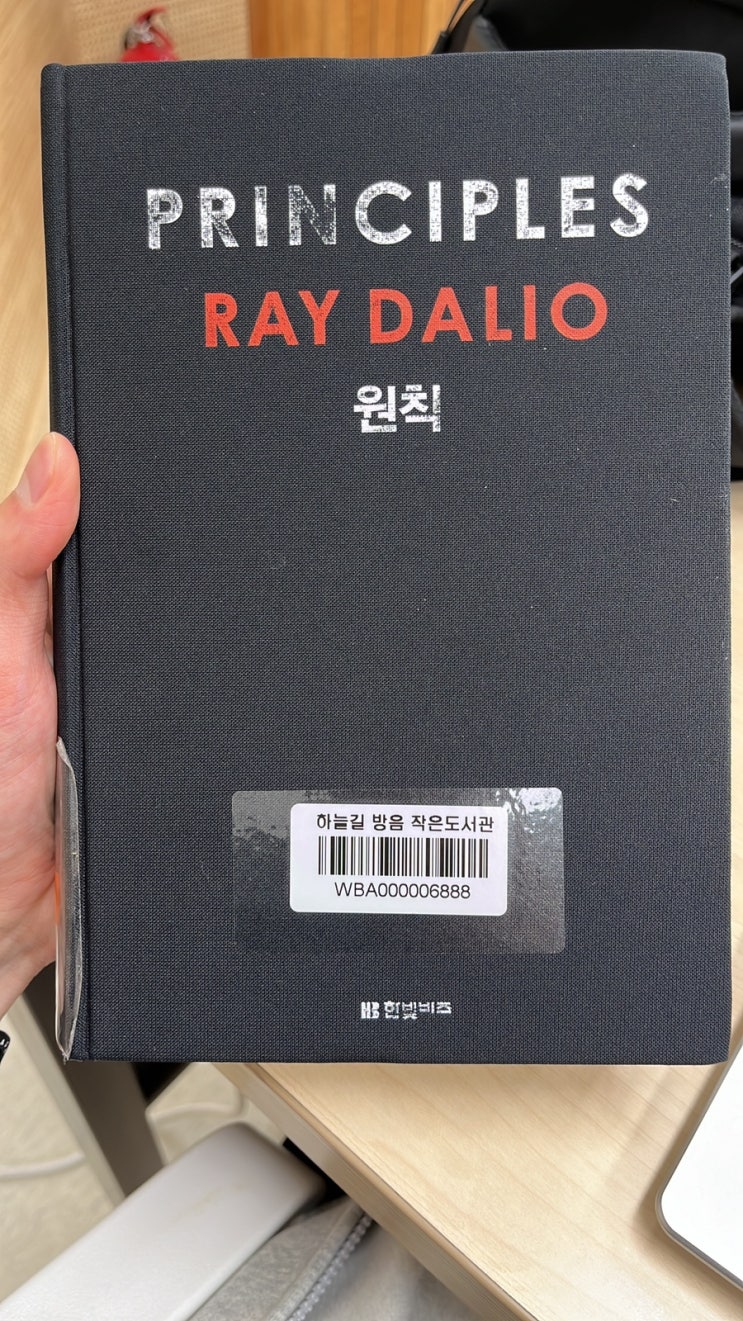 PRINCIPLES
RAY DALIO
원칙
하늘길 방음 작은도서관
WBA000006888
HB 한빛비즈